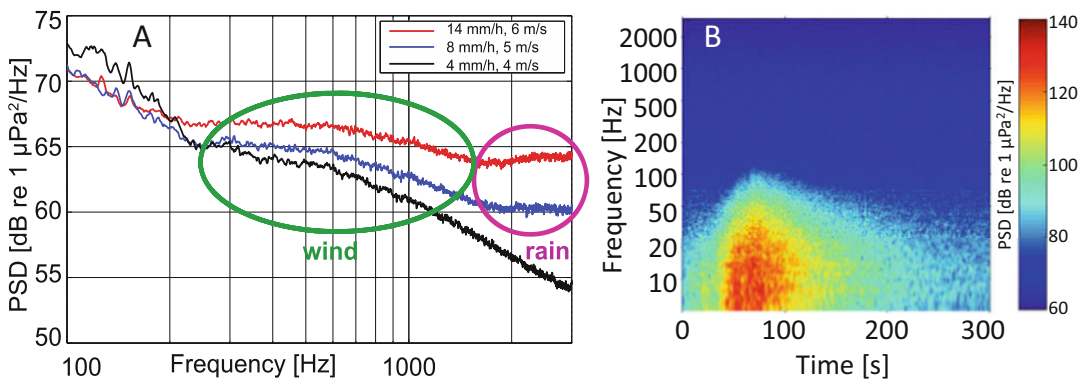 A
14 mm/h, 6 m/s
8 mm/h, 5 m/s
4 mm/h, 4 m/s
75
70
65
60
55
50
PSD [dB re 1 µPa²/Hz]
wind
rain
100
1000
Frequency [Hz]
B
2000
1000
500
200
100
50
20
10
Frequency [Hz]
0
100
200
300
Time [s]
140
120
100
80
60
PSD [dB re 1 µPa²/Hz]